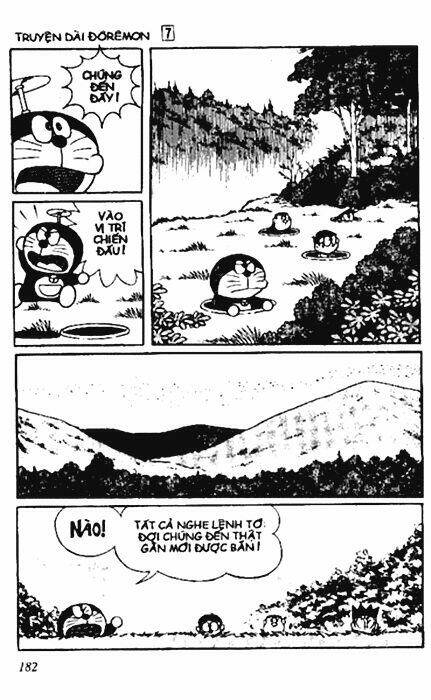 TRUYỆN DÀI ĐÔRÊMON 7
CHÚNG
ĐẾN
ĐẤY!
VÀO
VỊ TRÍ
CHIẾN
ĐẤU!
NÀO!
TẤT CẢ NGHE LỆNH TỚ:
ĐỢI CHÚNG ĐẾN THẬT
GẦN MỚI ĐƯỢC BẮN!
182